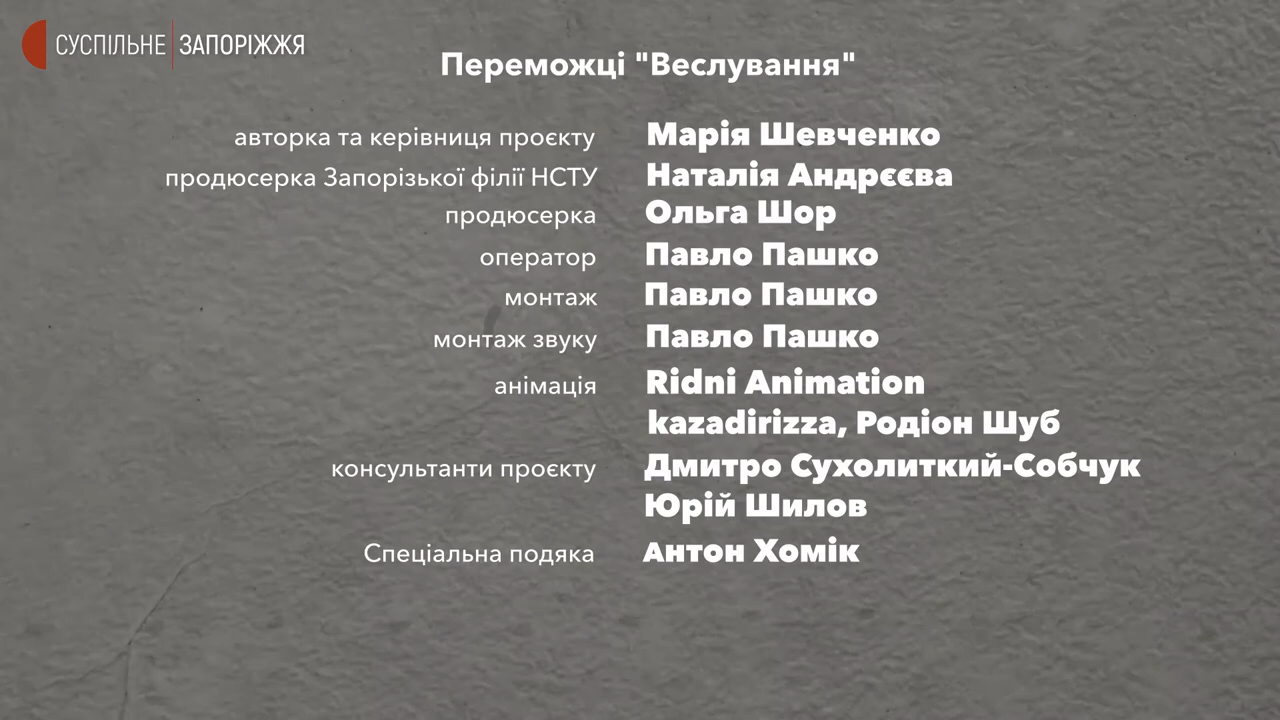 СУСПІЛЬНЕ ЗАПОРІЖЖЯ
Переможці "Веслування"
авторка та керівниця проєкту Марія Шевченко
продюсерка Запорізької філії НСТУ Наталія Андрєєва
продюсерка Ольга Шор
оператор Павло Пашко
монтаж Павло Пашко
монтаж звуку Павло Пашко
анімація Ridni Animation
kazadirizza, Родіон Шуб
консультанти проєкту Дмитро Сухолиткий-Собчук
Юрій Шилов
Спеціальна подяка Антон Хомік